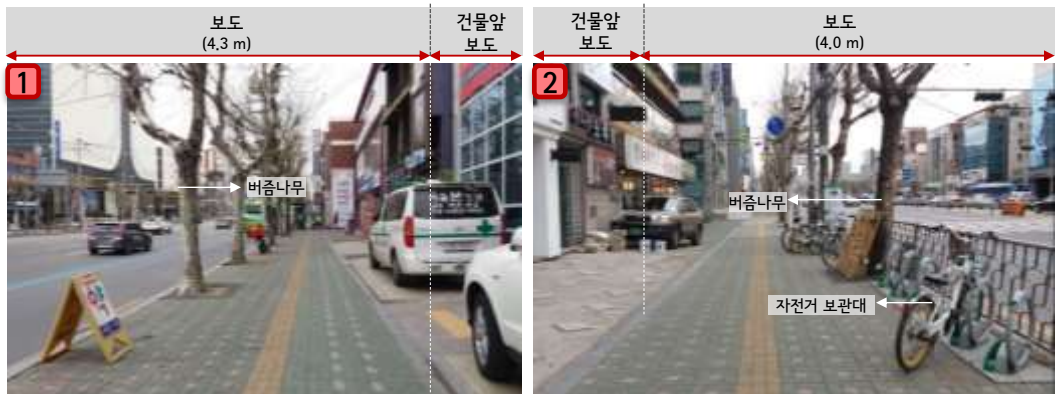 보도
(4.3 m)
건물앞
보도
건물앞
보도
보도
(4.0 m)
1
2
버즘나무
버즘나무
자전거 보관대